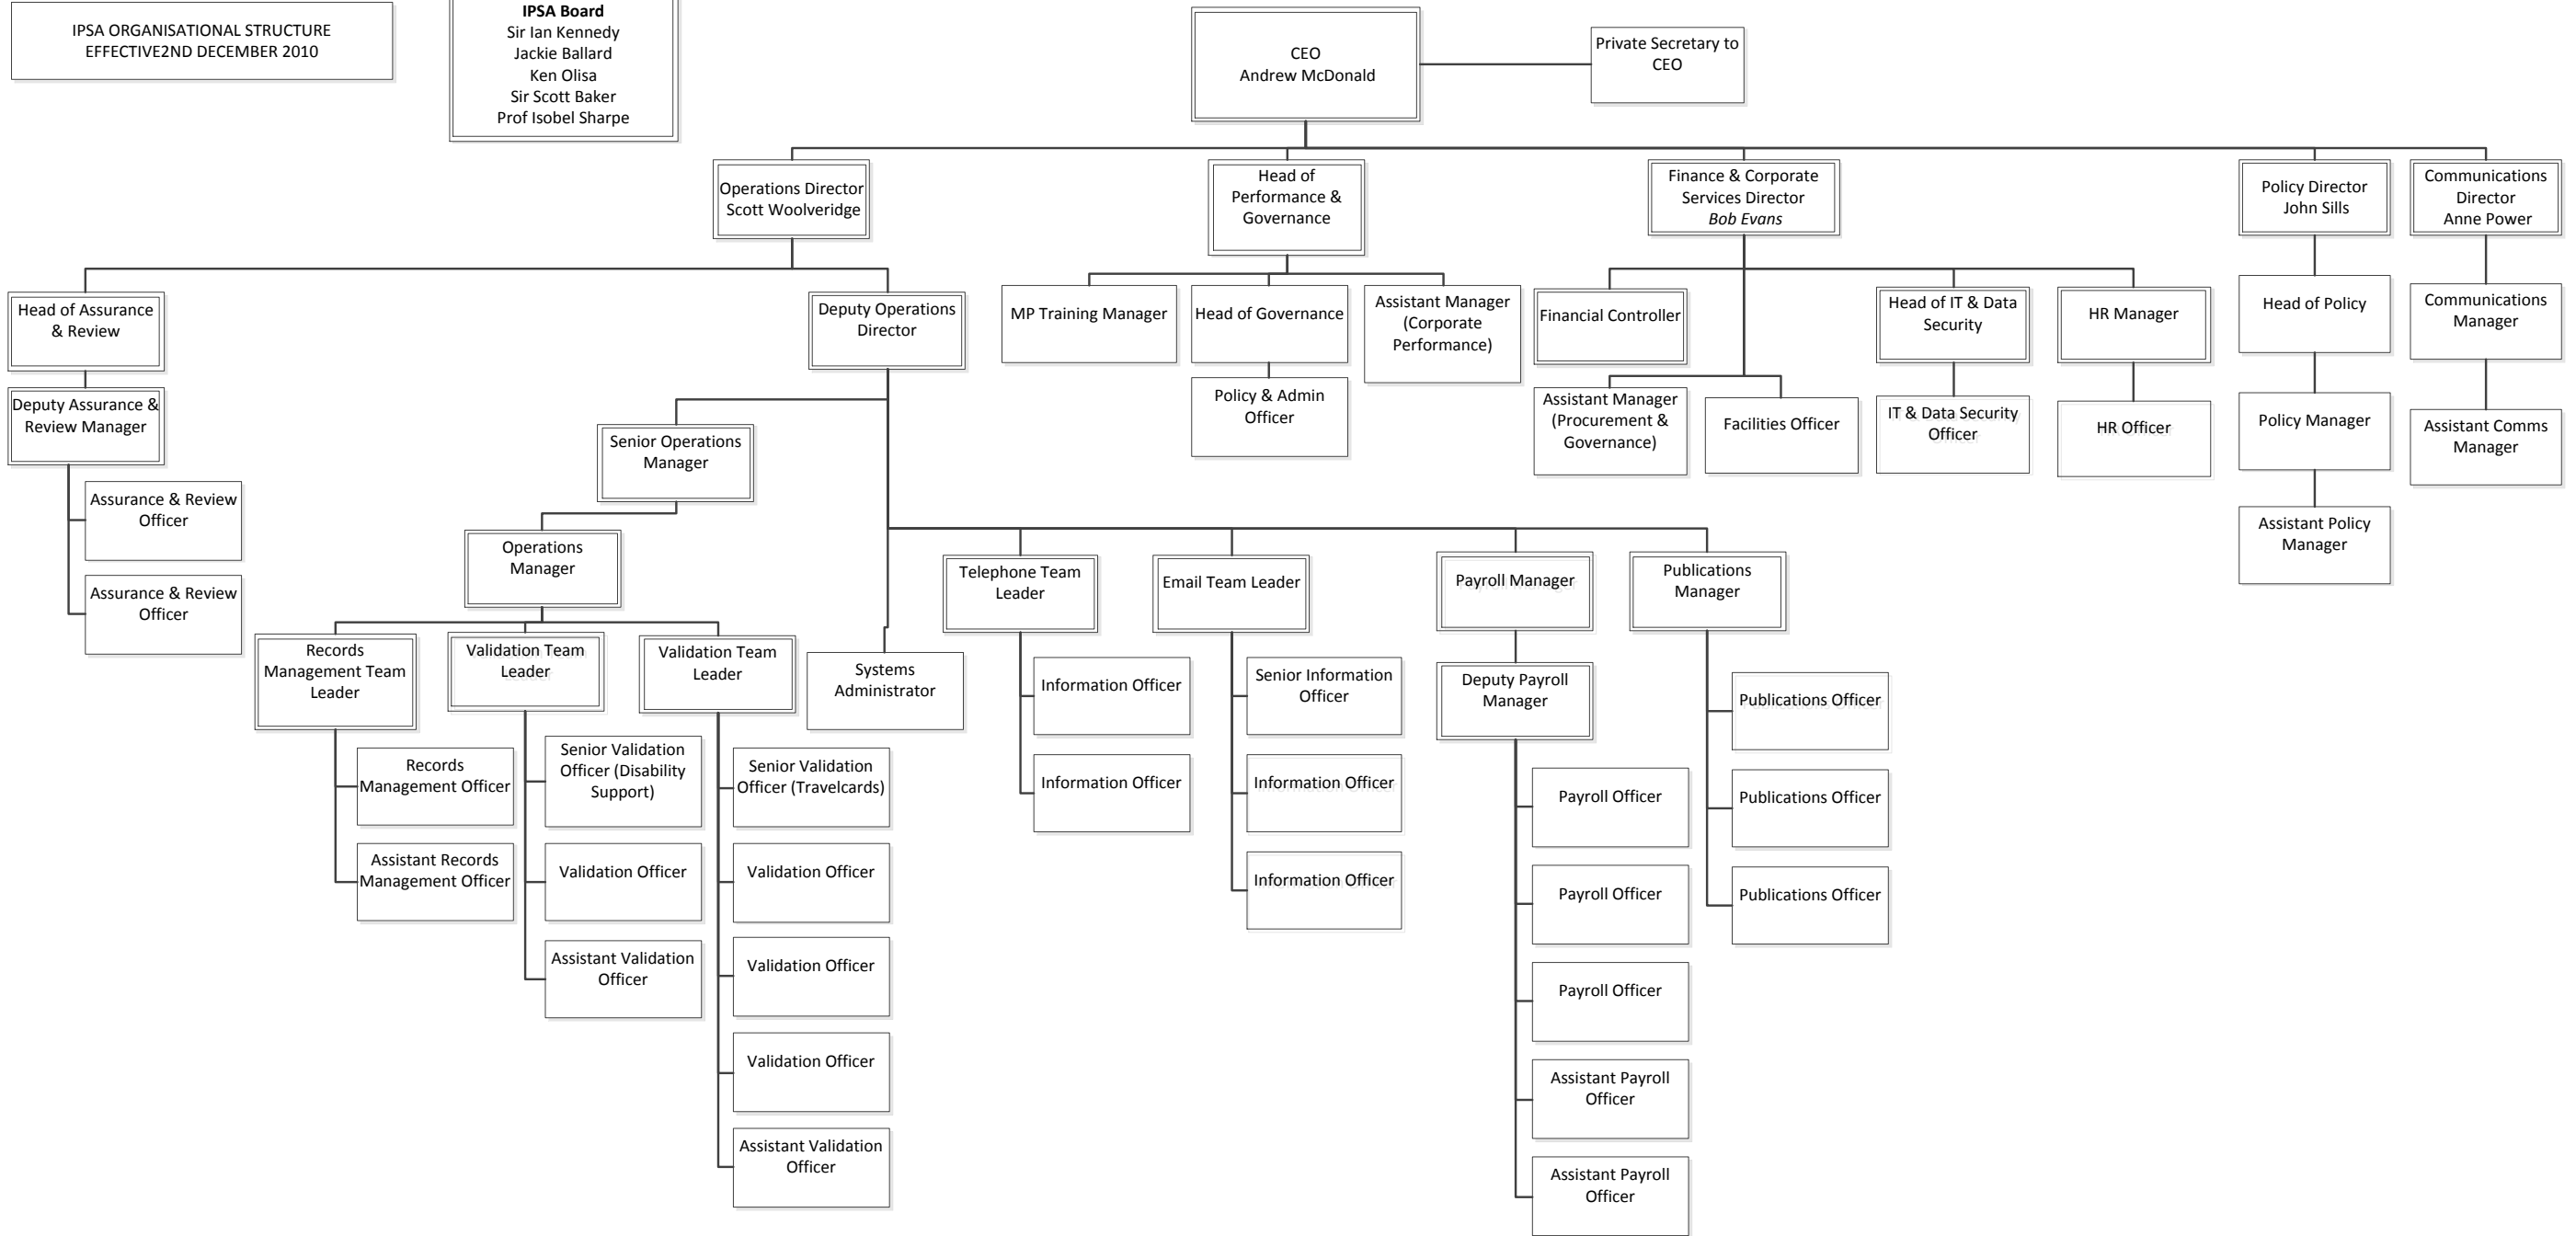 IPSA ORGANISATIONAL STRUCTURE
EFFECTIVE2ND DECEMBER 2010
IPSA Board
Sir Ian Kennedy
Jackie Ballard
Ken Olisa
Sir Scott Baker
Prof Isobel Sharpe
CEO
Andrew McDonald
Private Secretary to
CEO
Operations Director
Scott Woolveridge
Head of
Performance &
Governance
Finance & Corporate
Services Director
Bob Evans
Policy Director
John Sills
Communications
Director
Anne Power
Head of Assurance
& Review
Deputy Operations
Director
MP Training Manager
Head of Governance
Assistant Manager
(Corporate
Performance)
Financial Controller
Head of IT & Data
Security
HR Manager
Head of Policy
Communications
Manager
Deputy Assurance &
Review Manager
Policy & Admin
Officer
Assistant Manager
(Procurement &
Governance)
Facilities Officer
IT & Data Security
Officer
HR Officer
Policy Manager
Assistant Comms
Manager
Senior Operations
Manager
Assurance & Review
Officer
Assurance & Review
Officer
Operations
Manager
Telephone Team
Leader
Email Team Leader
Payroll Manager
Publications
Manager
Assistant Policy
Manager
Records
Management Team
Leader
Validation Team
Leader
Validation Team
Leader
Systems
Administrator
Information Officer
Senior Information
Officer
Deputy Payroll
Manager
Publications Officer
Records
Management Officer
Senior Validation
Officer (Disability
Support)
Senior Validation
Officer (Travelcards)
Information Officer
Information Officer
Payroll Officer
Publications Officer
Assistant Records
Management Officer
Validation Officer
Validation Officer
Information Officer
Payroll Officer
Publications Officer
Assistant Validation
Officer
Validation Officer
Payroll Officer
Validation Officer
Assistant Payroll
Officer
Assistant Validation
Officer
Assistant Payroll
Officer